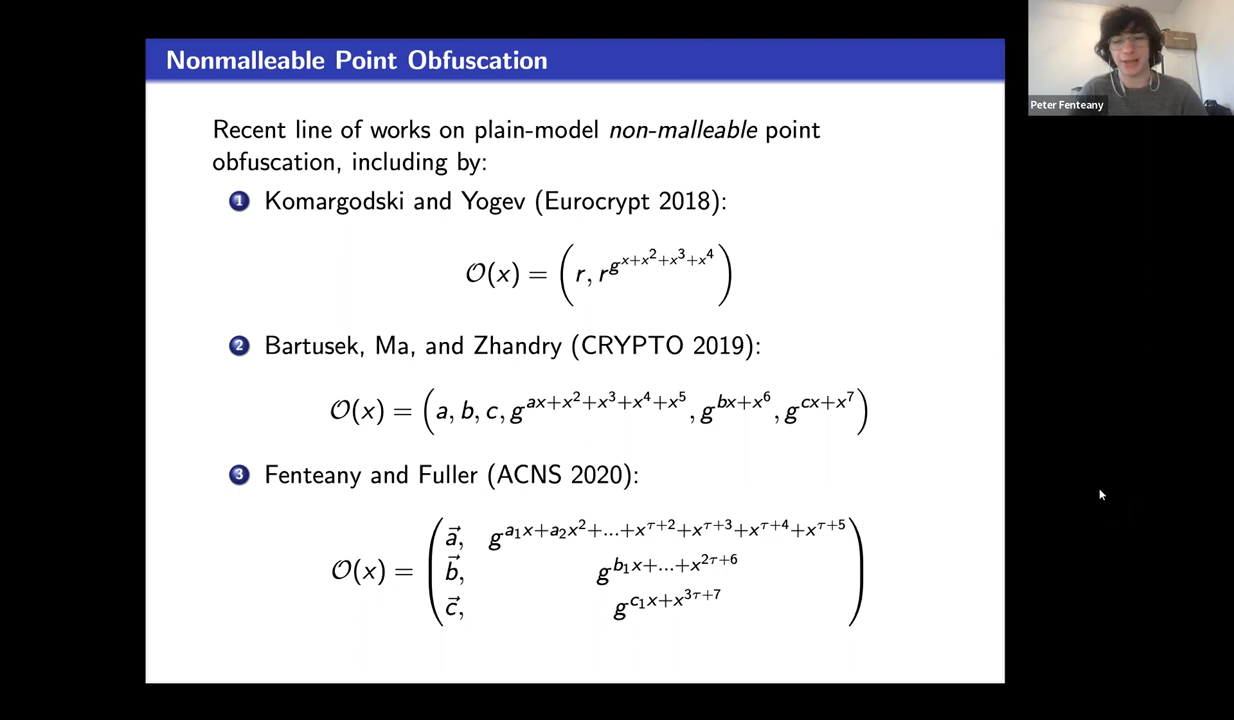 Nonmalleable Point Obfuscation
Peter Fenteany
Recent line of works on plain-model non-malleable point
obfuscation, including by:
1 Komargodski and Yogev (Eurocrypt 2018):
𝒪(x) = (r, r^{g^{x+x^2+x^3+x^4}})
2 Bartusek, Ma, and Zhandry (CRYPTO 2019):
𝒪(x) = (a, b, c, g^{ax+x^2+x^3+x^4+x^5}, g^{bx+x^6}, g^{cx+x^7})
3 Fenteany and Fuller (ACNS 2020):
𝒪(x) = ( \vec{a}, g^{a_1x+a_2x^2+...+x^{τ+2}+x^{τ+3}+x^{τ+4}+x^{τ+5}}
\vec{b}, g^{b_1x+...+x^{2τ+6}}
\vec{c}, g^{c_1x+x^{3τ+7}} )